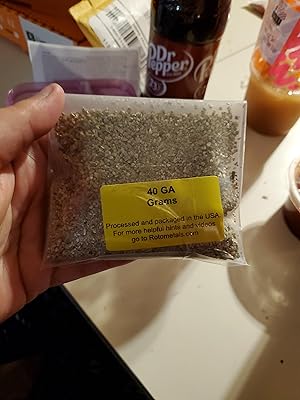 DR
Dr
Pepper
40 GA
Grams
Processed and packaged in the USA
For more helpful hints and videos
go to Rotometals.com